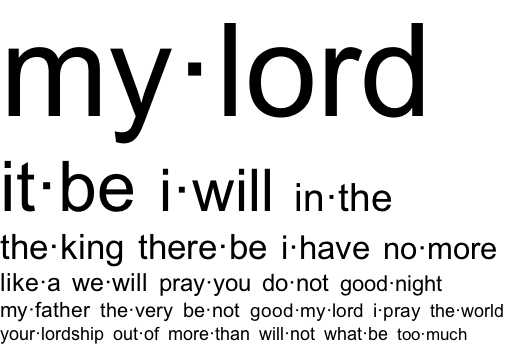 my·lord
it·be i·will in·the
the·king there·be i·have no·more
like·a we·will pray·you do·not good·night
my·father the·very be·not good·my·lord i·pray the·world
your·lordship out·of more·than will·not what·be too·much